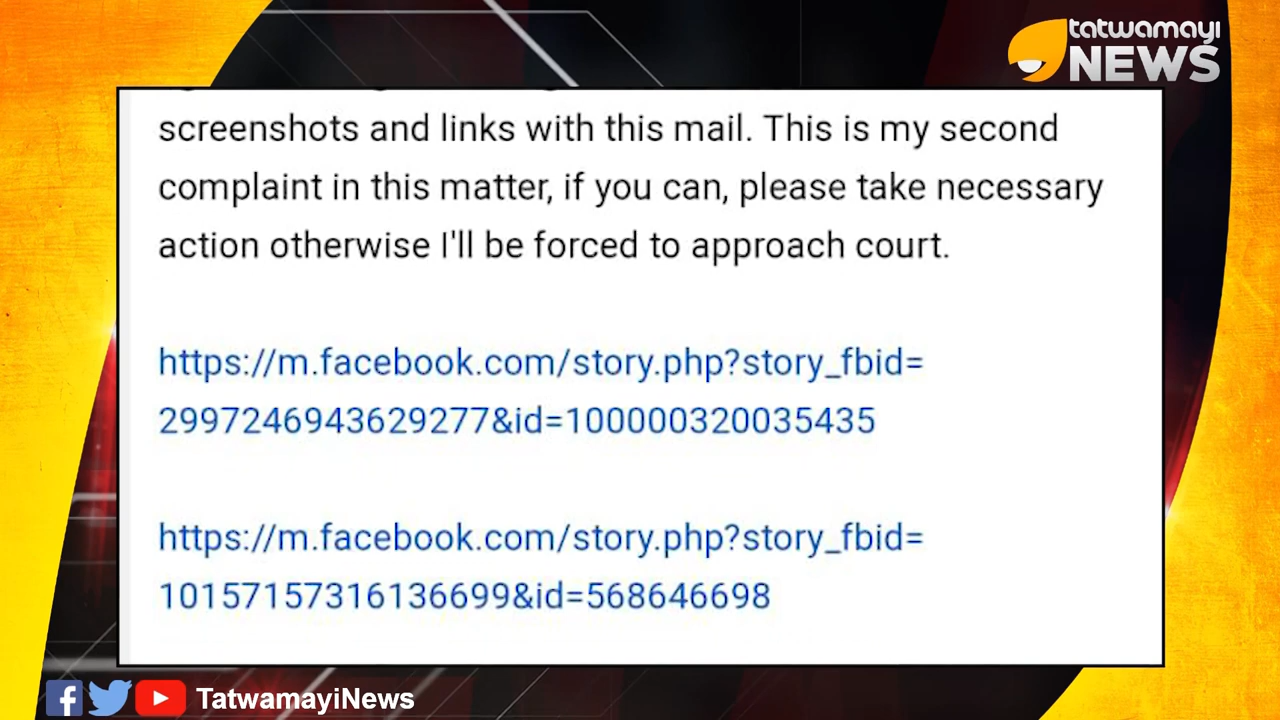 tatwamayi
NEWS
screenshots and links with this mail. This is my second
complaint in this matter, if you can, please take necessary
action otherwise I'll be forced to approach court.
https://m.facebook.com/story.php?story_fbid=
2997246943629277&id=100000320035435
https://m.facebook.com/story.php?story_fbid=
10157157316136699&id=568646698
TatwamayiNews